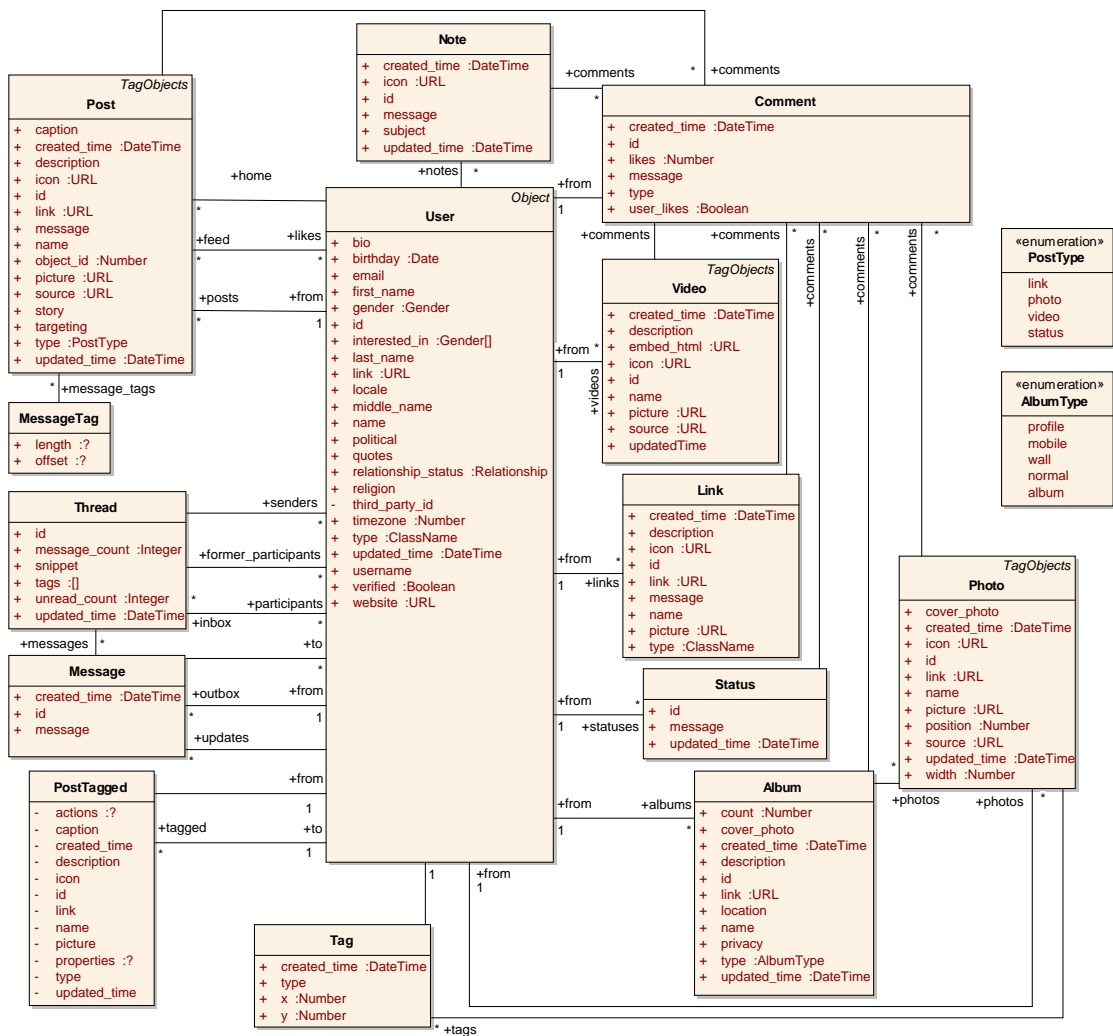 Note
+ created_time :DateTime
+ icon :URL
+ id
+ message
+ subject
+ updated_time :DateTime
+comments
*
+comments
*
TagObjects
Post
+ caption
+ created_time :DateTime
+ description
+ icon :URL
+ id
+ link :URL
+ message
+ name
+ object_id :Number
+ picture :URL
+ source :URL
+ story
+ targeting
+ type :PostType
+ updated_time :DateTime
Comment
+ created_time :DateTime
+ id
+ likes :Number
+ message
+ type
+ user_likes :Boolean
+home
*
+notes
*
+from
1
+feed
*
+likes
*
+posts
*
+from
1
Object
User
+ bio
+ birthday :Date
+ email
+ first_name
+ gender :Gender
+ id
+ interested_in :Gender[]
+ last_name
+ link :URL
+ locale
+ middle_name
+ name
+ political
+ quotes
+ relationship_status :Relationship
+ religion
- third_party_id
+ timezone :Number
+ type :ClassName
+ updated_time :DateTime
+ username
+ verified :Boolean
+ website :URL
+comments
+comments
*
*
+comments
*
+comments
*
+comments
TagObjects
Video
+ created_time :DateTime
+ description
+ embed_html :URL
+ icon :URL
+ id
+ name
+ picture :URL
+ source :URL
+ updatedTime
+from
1
*
+videos
«enumeration»
PostType
link
photo
video
status
«enumeration»
AlbumType
profile
mobile
wall
normal
album
*
+message_tags
MessageTag
+ length :?
+ offset :?
Thread
+ id
+ message_count :Integer
+ snippet
+ tags :[]
+ unread_count :Integer
+ updated_time :DateTime
+senders
*
+former_participants
*
*
+participants
+inbox
*
+messages
*
+to
*
Message
+ created_time :DateTime
+ id
+ message
+outbox
*
+from
1
+updates
*
Link
+ created_time :DateTime
+ description
+ icon :URL
+ id
+ link :URL
+ message
+ name
+ picture :URL
+ type :ClassName
+from
1
*
+links
TagObjects
Photo
+ cover_photo
+ created_time :DateTime
+ icon :URL
+ id
+ link :URL
+ name
+ picture :URL
+ position :Number
+ source :URL
+ updated_time :DateTime
+ width :Number
Status
+ id
+ message
+ updated_time :DateTime
+from
1
*
+statuses
PostTagged
- actions :?
- caption
- created_time
- description
- icon
- id
- link
- name
- picture
- properties :?
- type
- updated_time
+from
1
+tagged
*
+to
1
Album
+ count :Number
+ cover_photo
+ created_time :DateTime
+ description
+ id
+ link :URL
+ location
+ name
+ privacy
+ type :AlbumType
+ updated_time :DateTime
+from
1
+albums
*
*
+photos
+photos
*
1
+from
1
Tag
+ created_time :DateTime
+ type
+ x :Number
+ y :Number
* +tags